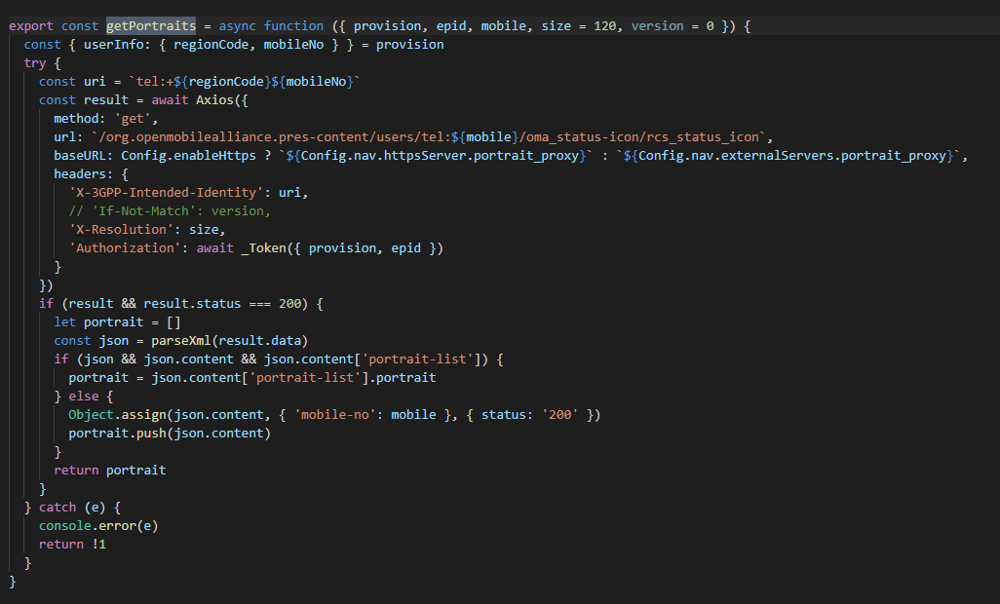 export const getPortraits = async function ({ provision, epid, mobile, size = 120, version = 0 }) {
  const { userInfo: { regionCode, mobileNo } } = provision
  try {
    const uri = `tel:+${regionCode}${mobileNo}`
    const result = await Axios({
      method: 'get',
      url: `/org.openmobilealliance.pres-content/users/tel:${mobile}/oma_status-icon/rcs_status_icon`,
      baseURL: Config.enableHttps ? `${Config.nav.httpsServer.portrait_proxy}` : `${Config.nav.externalServers.portrait_proxy}`,
      headers: {
        'X-3GPP-Intended-Identity': uri,
        // 'If-Not-Match': version,
        'X-Resolution': size,
        'Authorization': await _Token({ provision, epid })
      }
    })
    if (result && result.status === 200) {
      let portrait = []
      const json = parseXml(result.data)
      if (json && json.content && json.content['portrait-list']) {
        portrait = json.content['portrait-list'].portrait
      } else {
        Object.assign(json.content, { 'mobile-no': mobile }, { status: '200' })
        portrait.push(json.content)
      }
      return portrait
    }
  } catch (e) {
    console.error(e)
    return !1
  }
}